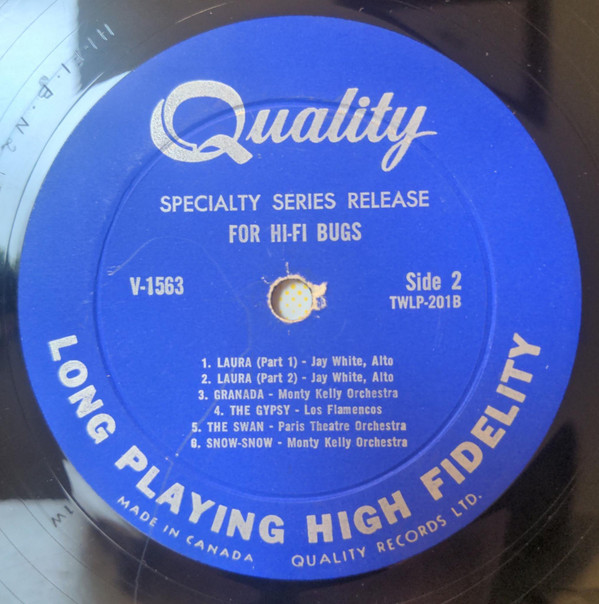 Quality
SPECIALTY SERIES RELEASE
FOR HI-FI BUGS
V-1563
Side 2
TWLP-201B
1. LAURA (Part 1) - Jay White, Alto
2. LAURA (Part 2) - Jay White, Alto
3. GRANADA - Monty Kelly Orchestra
4. THE GYPSY - Los Flamencos
5. THE SWAN - Paris Theatre Orchestra
6. SNOW-SNOW - Monty Kelly Orchestra
LONG PLAYING HIGH FIDELITY
MADE IN CANADA
QUALITY RECORDS LTD.